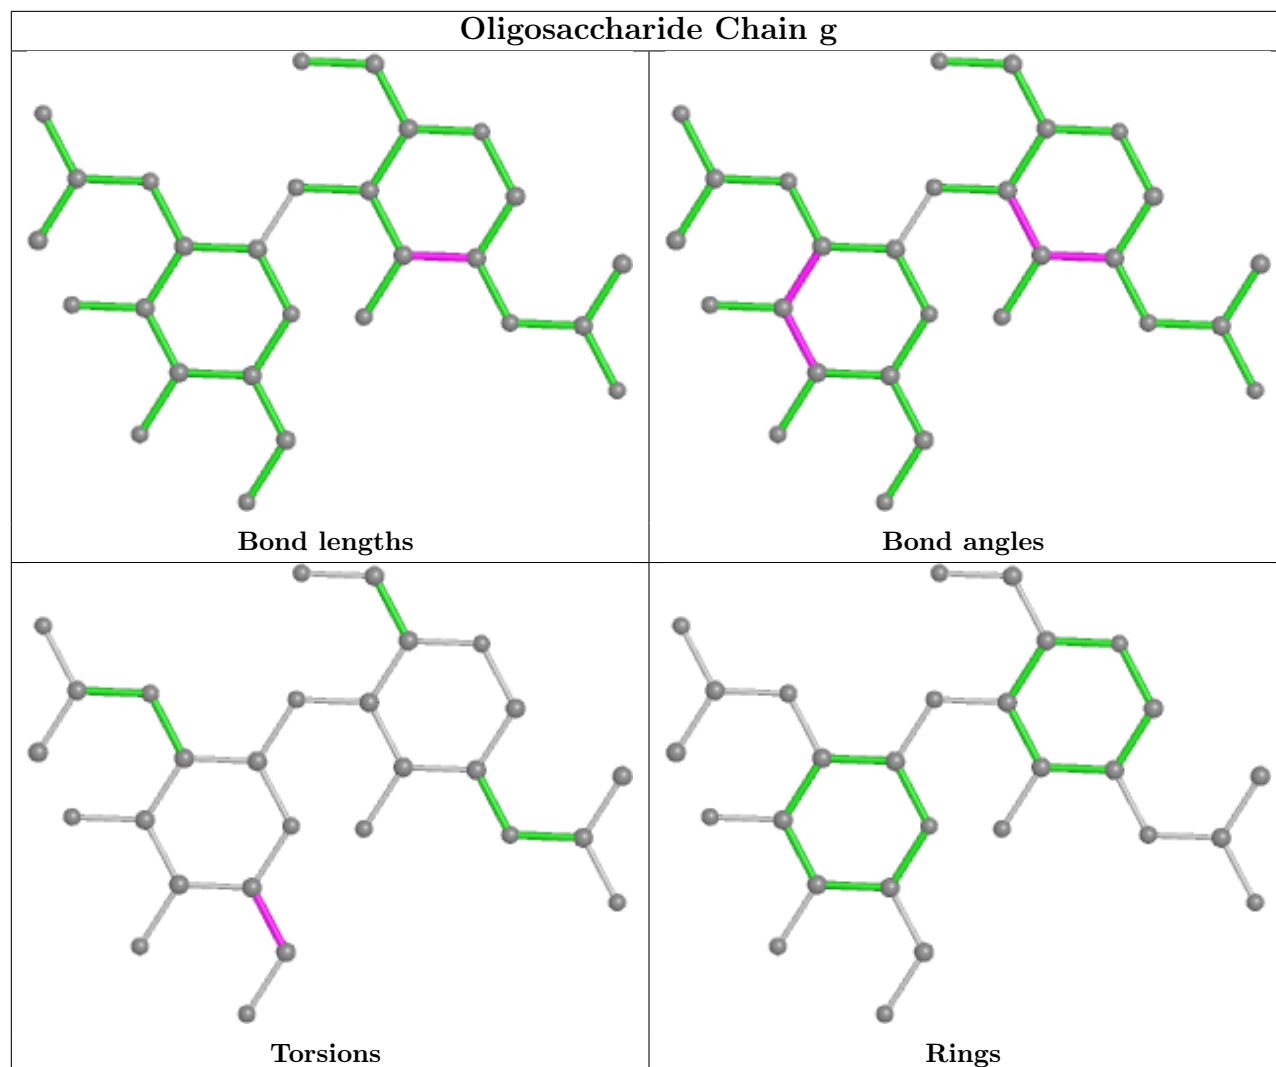 Oligosaccharide Chain g
Bond lengths
Bond angles
Torsions
Rings